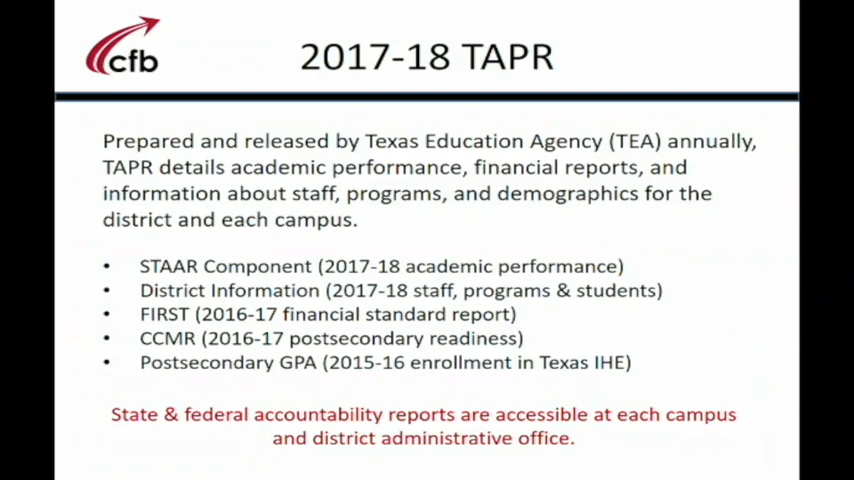 cfb
2017-18 TAPR
Prepared and released by Texas Education Agency (TEA) annually,
TAPR details academic performance, financial reports, and
information about staff, programs, and demographics for the
district and each campus.
• STAAR Component (2017-18 academic performance)
• District Information (2017-18 staff, programs & students)
• FIRST (2016-17 financial standard report)
• CCMR (2016-17 postsecondary readiness)
• Postsecondary GPA (2015-16 enrollment in Texas IHE)
State & federal accountability reports are accessible at each campus
and district administrative office.